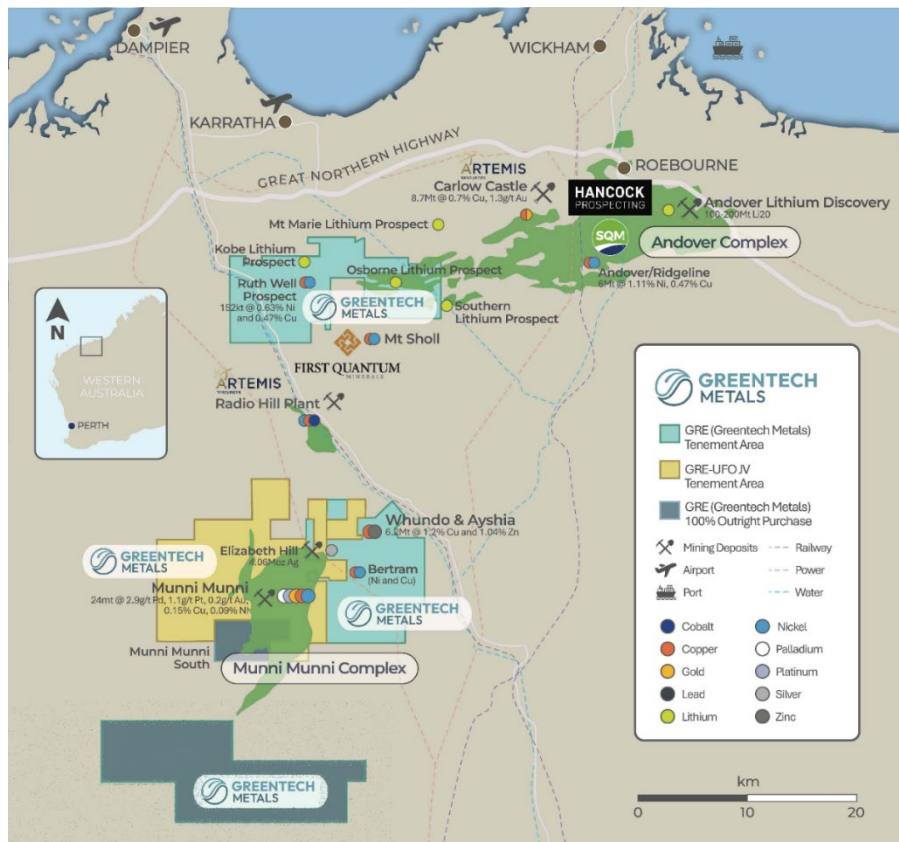 DAMPIER
WICKHAM
KARRATHA
GREAT NORTHERN HIGHWAY
ROEBOURNE
ARTEMIS
RESOURCES
Carlow Castle
8.7Mt @ 0.7% Cu, 1.3g/t Au
HANCOCK
PROSPECTING
Andover Lithium Discovery
100-200Mt Li20
SQM
Andover Complex
Mt Marie Lithium Prospect
Kobe Lithium
Prospect
Osborne Lithium Prospect
Andover/Ridgeline
6Mt @ 1.11% Ni, 0.47% Cu
Ruth Well
Prospect
152kt @ 0.63% Ni
and 0.47% Cu
GREENTECH
METALS
Southern
Lithium Prospect
N
WESTERN
AUSTRALIA
PERTH
Mt Sholl
FIRST QUANTUM
MINERALS
ARTEMIS
RESOURCES
Radio Hill Plant
GREENTECH
METALS
GRE (Greentech Metals)
Tenement Area
GRE-UFO JV
Tenement Area
GRE (Greentech Metals)
100% Outright Purchase
Mining Deposits
Railway
Airport
Power
Port
Water
Cobalt
Nickel
Copper
Palladium
Gold
Platinum
Lead
Silver
Lithium
Zinc
Whundo & Ayshia
6.2Mt @ 1.2% Cu and 1.04% Zn
Elizabeth Hill
4.06Moz Ag
GREENTECH
METALS
Bertram
(Ni and Cu)
Munni Munni
24mt @ 2.9g/t Pd, 1.1g/t Pt, 0.2g/t Au,
0.15% Cu, 0.09% Ni
GREENTECH
METALS
Munni Munni
South
Munni Munni Complex
GREENTECH
METALS
km
0
10
20